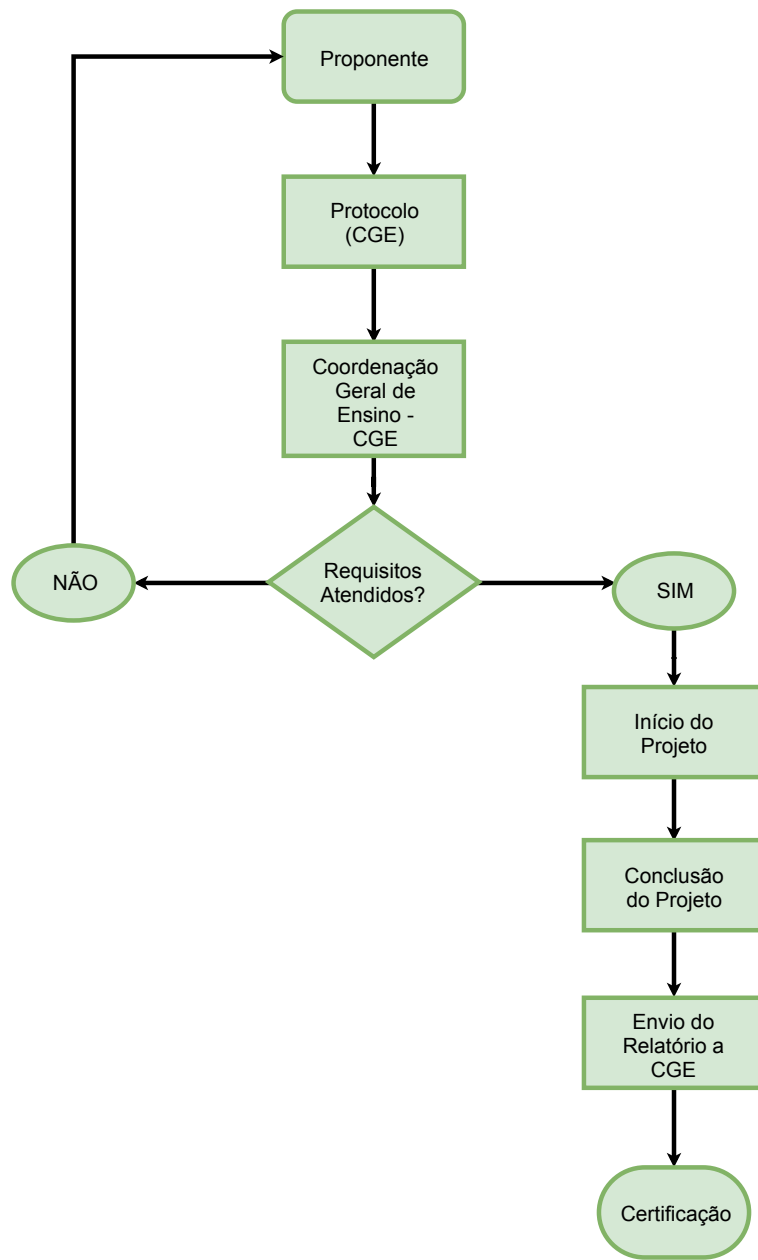 Proponente
Protocolo
(CGE)
Coordenação
Geral de
Ensino -
CGE
Requisitos
Atendidos?
NÃO
SIM
Início do
Projeto
Conclusão
do Projeto
Envio do
Relatório a
CGE
Certificação